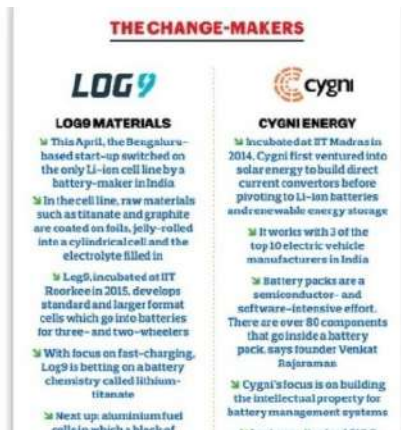 THE CHANGE-MAKERS
LOG9
LOG9 MATERIALS
This April, the Bengaluru-
based start-up switched on
the only Li-ion cell line by a
battery-maker in India
In the cell line, raw materials
such as titanate and graphite
are coated on foils, jelly-rolled
into a cylindrical cell and the
electrolyte filled in
Log9, incubated at IIT
Roorkee in 2015, develops
standard and larger format
cells which go into batteries
for three- and two-wheelers
With focus on fast-charging,
Log9 is betting on a battery
chemistry called lithium-
titanate
Next up: aluminium fuel
cells in which a block of
cygni
CYGNI ENERGY
Incubated at IIT Madras in
2014, Cygni first ventured into
solar energy to build direct
current convertors before
pivoting to Li-ion batteries
and renewable energy storage
It works with 3 of the
top 10 electric vehicle
manufacturers in India
Battery packs are a
semiconductor- and
software-intensive effort.
There are over 80 components
that go inside a battery
pack, says founder Venkat
Rajaraman
Cygni's focus is on building
the intellectual property for
battery management systems